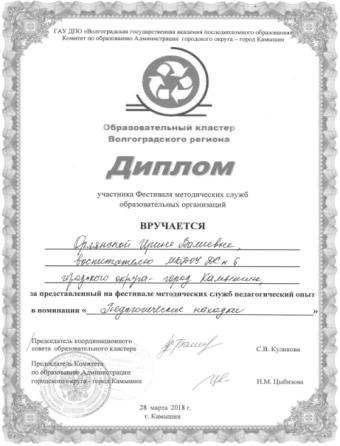 ГАУ ДПО «Волгоградская государственная академия последипломного образования»
Комитет по образованию Администрации городского округа – город Камышин
Образовательный кластер
Волгоградского региона
Диплом
участника Фестиваля методических служб
образовательных организаций
ВРУЧАЕТСЯ
Орлянской Ирине
воспитателю МБДОУ Дс № 6
городского округа - город Камышин,
за представленный на фестивале методических служб педагогический опыт
в номинации «Педагогические находки»
Председатель координационного
совета образовательного кластера
С.В. Куликова
Председатель Комитета
по образованию Администрации
городского округа – город Камышин
Н.М. Цыбизова
28 марта 2018 г.
г. Камышин